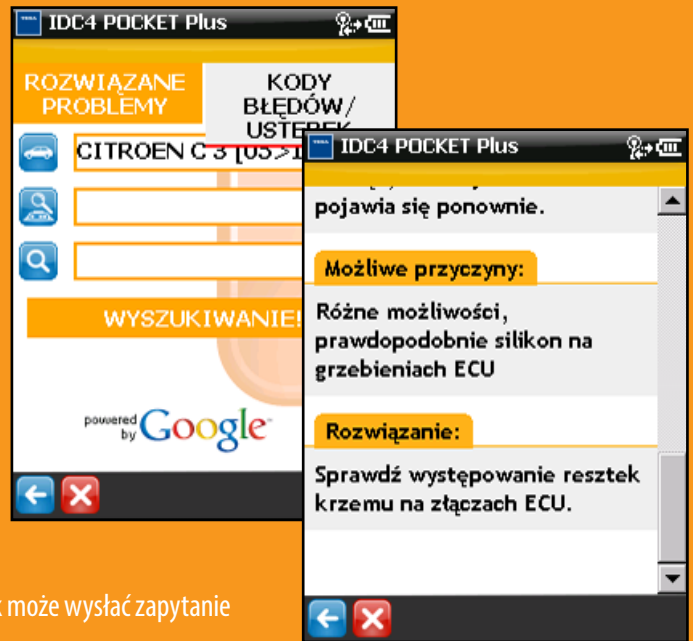 IDC4 POCKET Plus
ROZWIĄZANE
PROBLEMY
KODY
BŁĘDÓW/
USTEREK
CITROEN C 3 [05>1
WYSZUKIWANIE!
powered
by Google
IDC4 POCKET Plus
pojawia się ponownie.
Możliwe przyczyny:
Różne możliwości,
prawdopodobnie silikon na
grzebieniach ECU
Rozwiązanie:
Sprawdź występowanie resztek
krzemu na złączach ECU.
może wysłać zapytanie